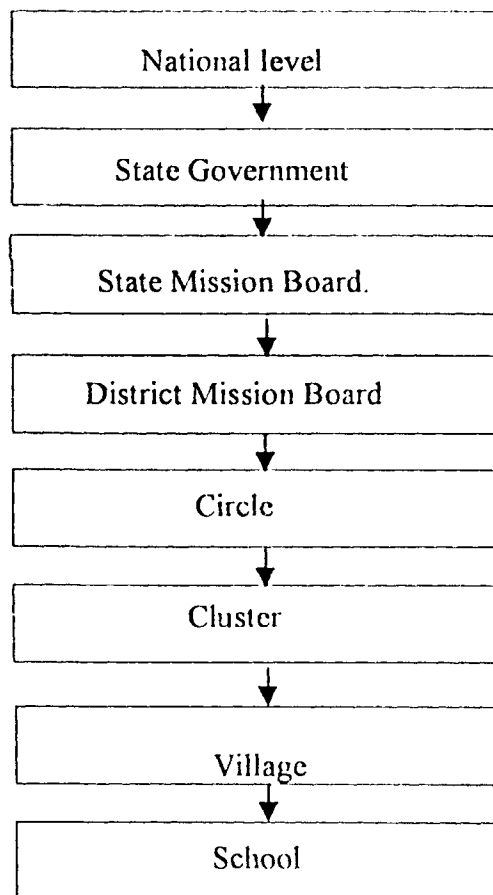 National level
State Government
State Mission Board.
District Mission Board
Circle
Cluster
Village
School